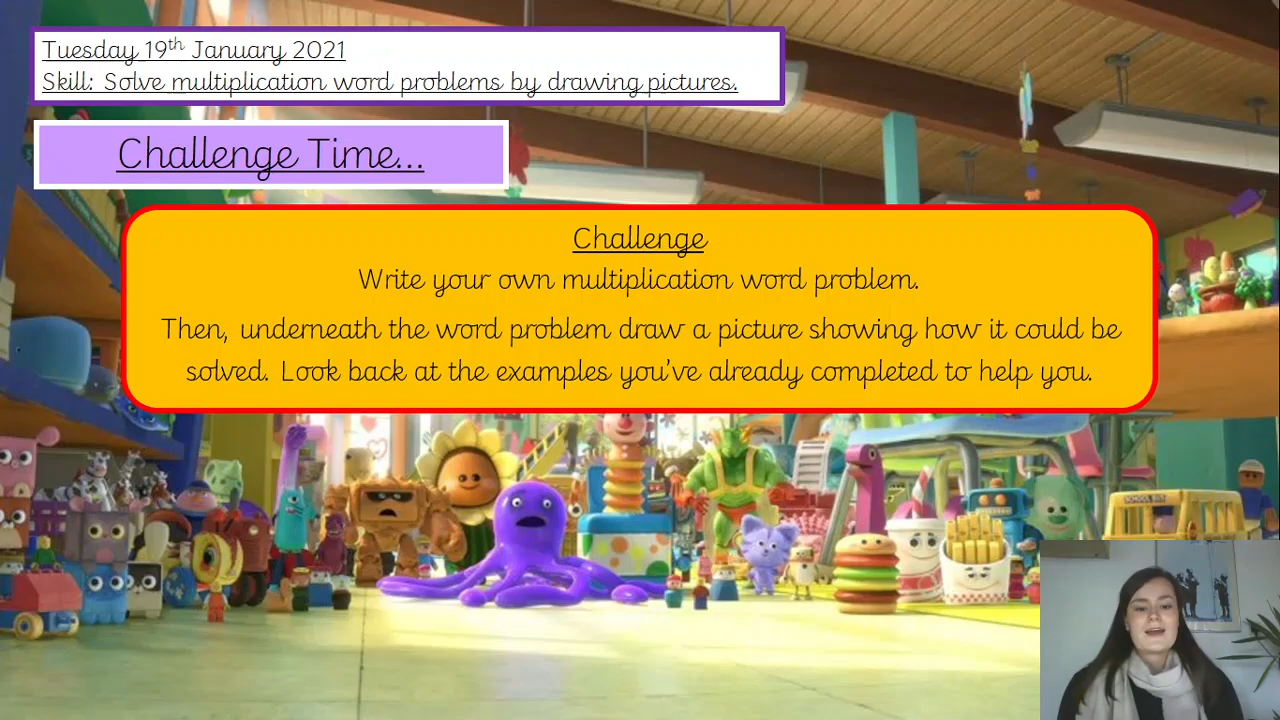 Tuesday 19th January 2021
Skill: Solve multiplication word problems by drawing pictures.
Challenge Time...
Challenge
Write your own multiplication word problem.
Then, underneath the word problem draw a picture showing how it could be
solved. Look back at the examples you've already completed to help you.
SCHOOL BUS